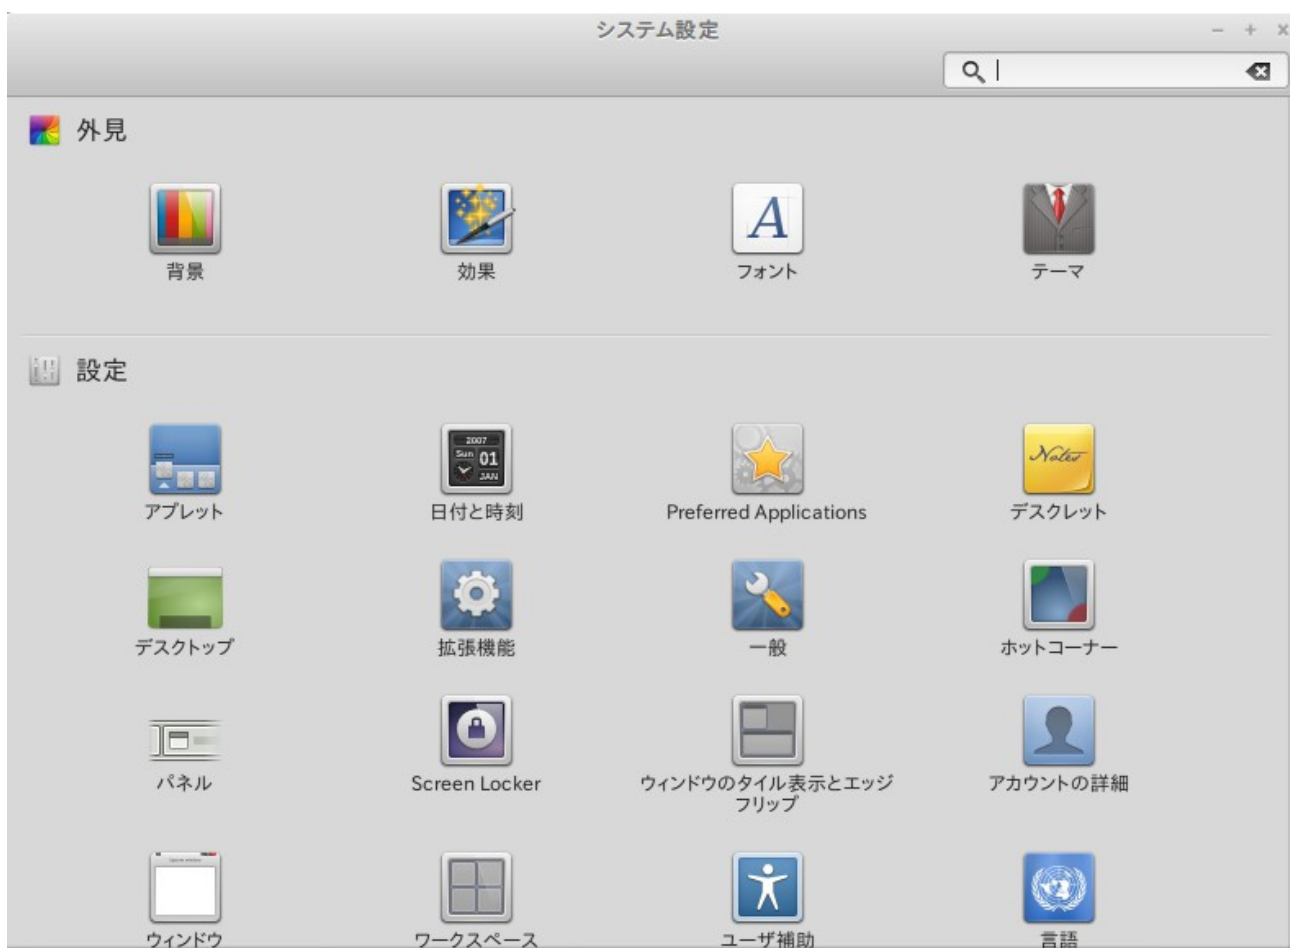 システム設定
外見
背景
効果
フォント
テーマ
設定
アプレット
2007
Sun 01
JAN
日付と時刻
Preferred Applications
Notes
デスクレット
デスクトップ
拡張機能
一般
ホットコーナー
パネル
Screen Locker
ウィンドウのタイル表示とエッジ
フリップ
アカウントの詳細
ウィンドウ
ワークスペース
ユーザ補助
言語